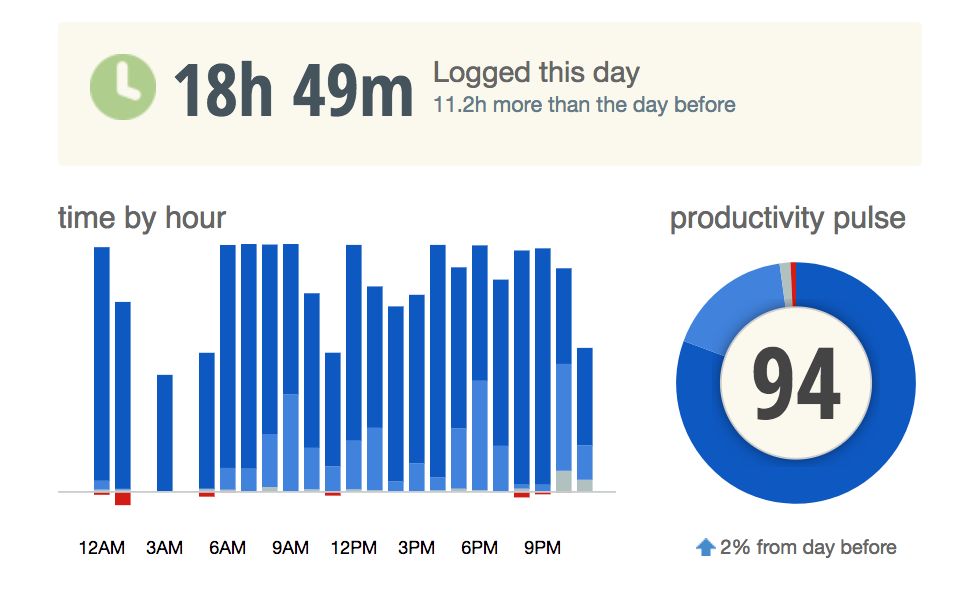 18h 49m
Logged this day
11.2h more than the day before
time by hour
productivity pulse
94
12AM 3AM 6AM 9AM 12PM 3PM 6PM 9PM
2% from day before